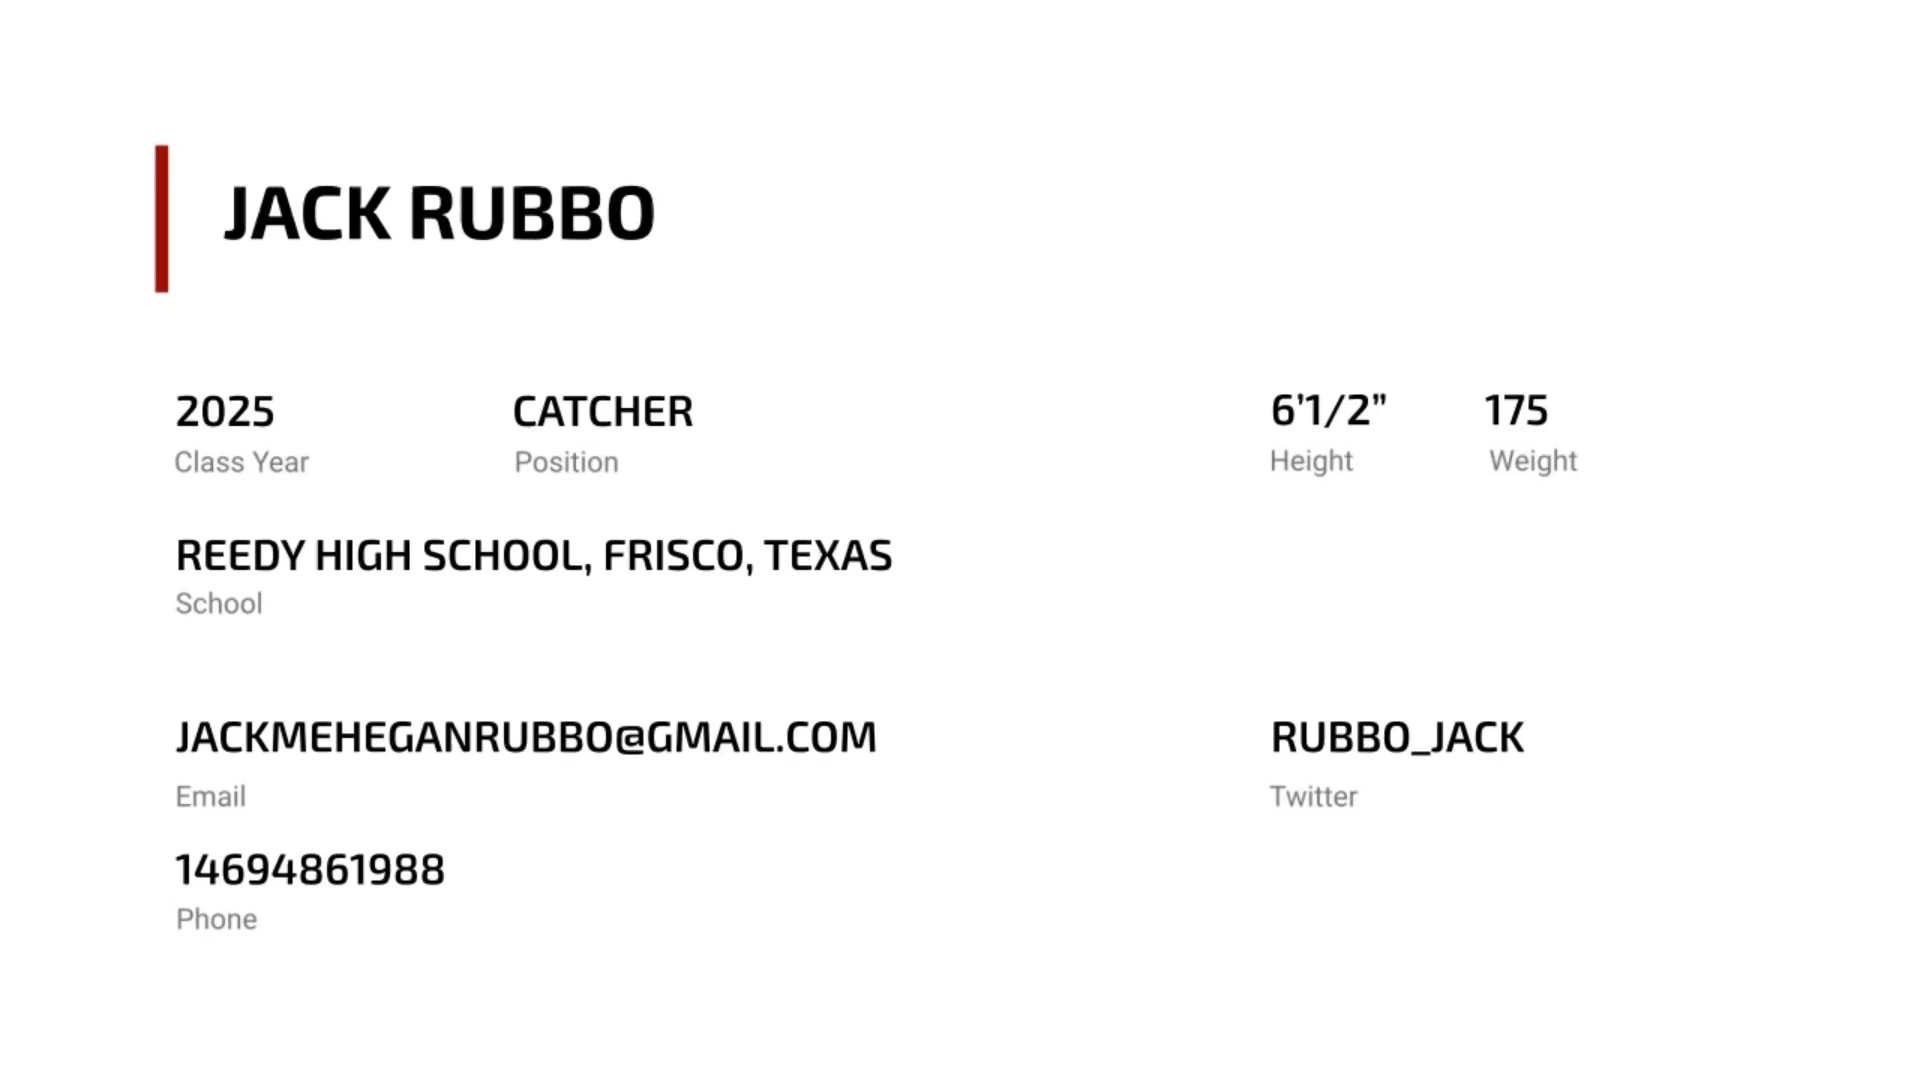 JACK RUBBO
2025 CATCHER 6’1/2” 175
Class Year Position Height Weight
REEDY HIGH SCHOOL, FRISCO, TEXAS
School
JACKMEHEGANRUBBO@GMAIL.COM RUBBO_JACK
Email Twitter
14694861988
Phone